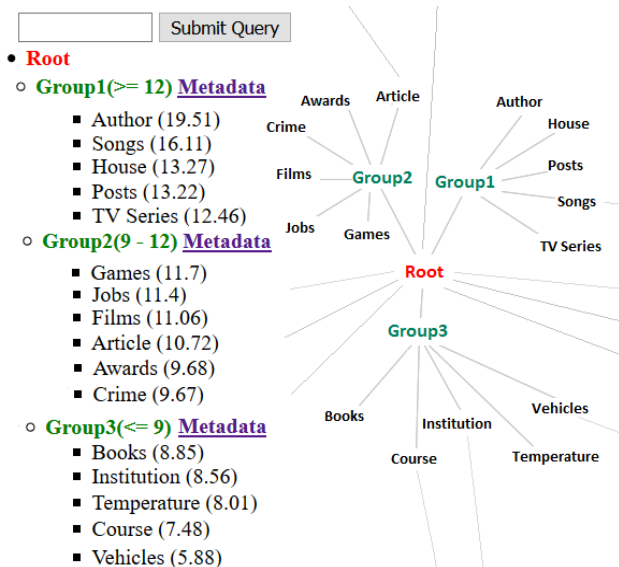 Submit Query
Root
Group1(>= 12) Metadata
Author (19.51)
Songs (16.11)
House (13.27)
Posts (13.22)
TV Series (12.46)
Group2(9 - 12) Metadata
Games (11.7)
Jobs (11.4)
Films (11.06)
Article (10.72)
Awards (9.68)
Crime (9.67)
Group3(<= 9) Metadata
Books (8.85)
Institution (8.56)
Temperature (8.01)
Course (7.48)
Vehicles (5.88)
Awards
Article
Crime
Films
Group2
Jobs
Games
Author
House
Posts
Group1
Songs
TV Series
Root
Group3
Books
Institution
Vehicles
Course
Temperature